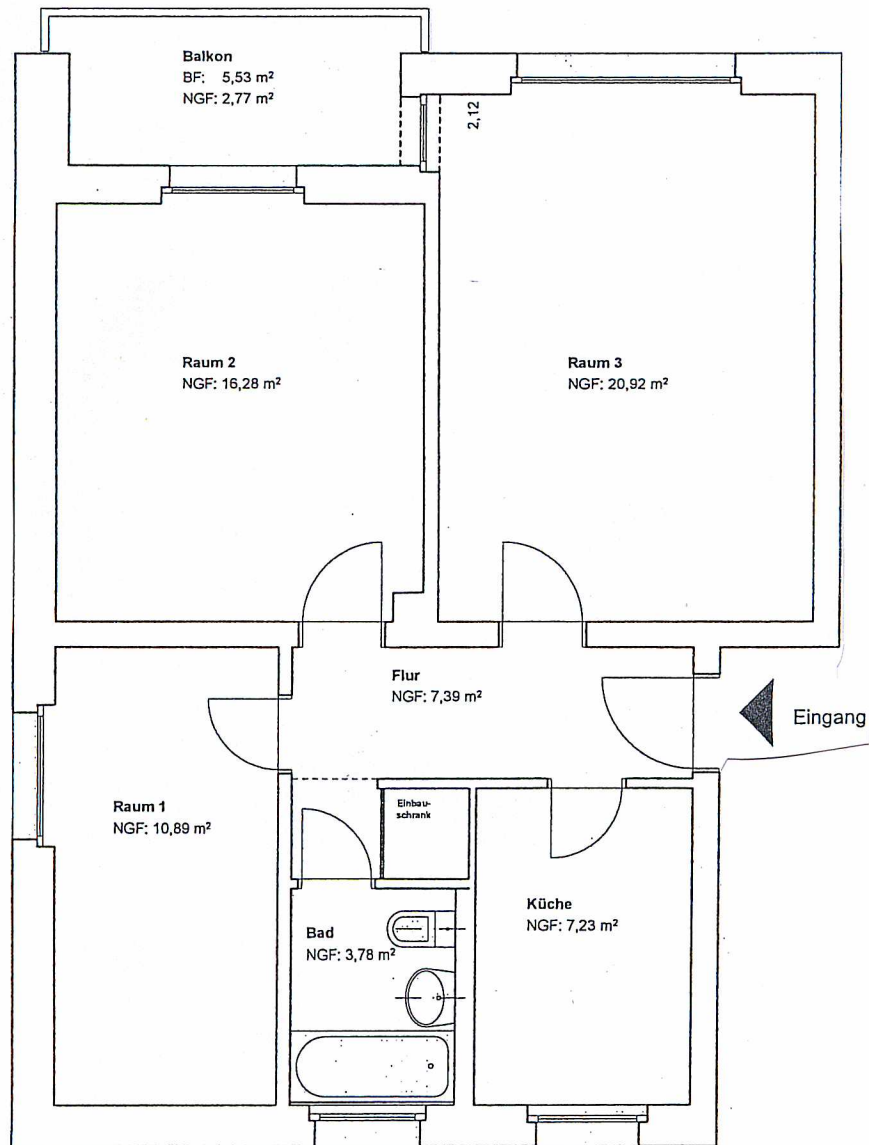 Balkon
BF: 5,53 m²
NGF: 2,77 m²
2,12
Raum 2
NGF: 16,28 m²
Raum 3
NGF: 20,92 m²
Flur
NGF: 7,39 m²
Eingang
Raum 1
NGF: 10,89 m²
Einbau-
schrank
Küche
NGF: 7,23 m²
Bad
NGF: 3,78 m²